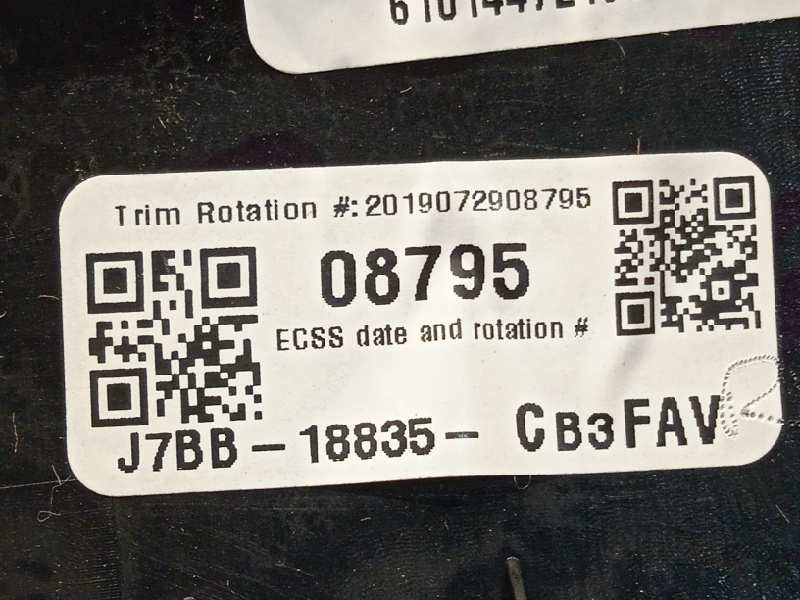 Trim Rotation #:2019072908795
08795
ECSS date and rotation #
J7BB-18835- CB3FAV